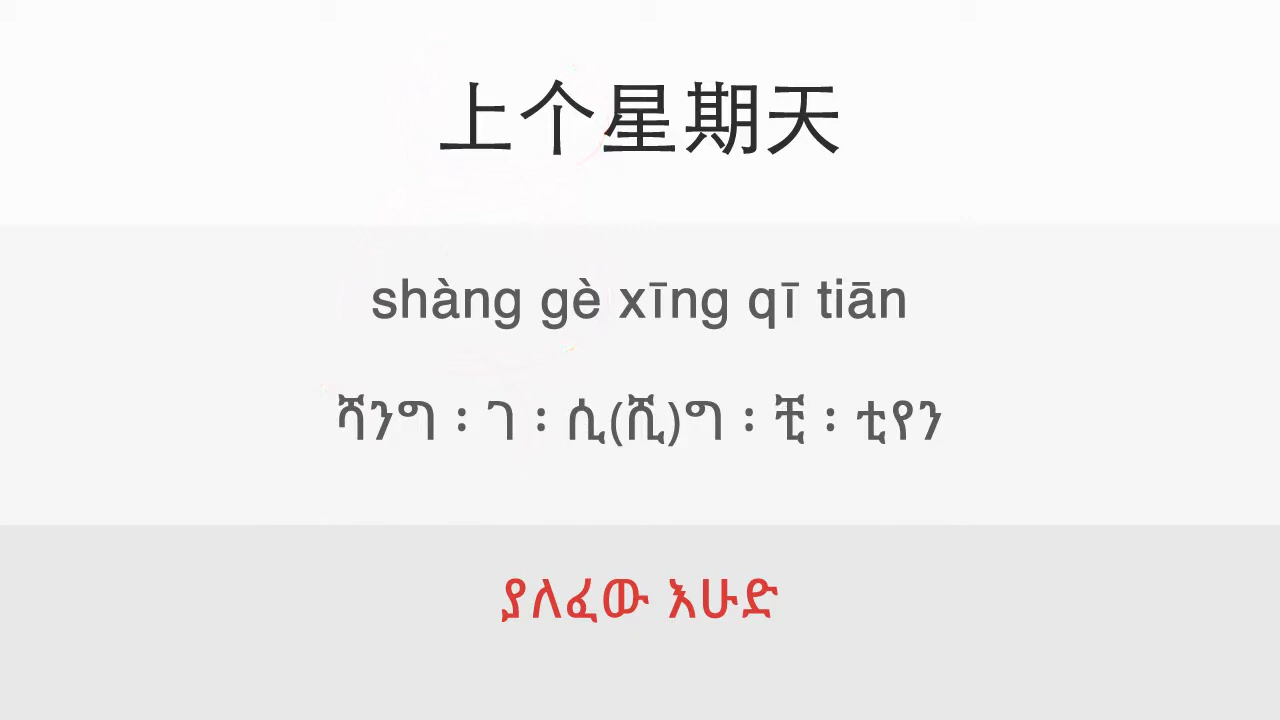 上个星期天
shàng gè xīng qī tiān
ሻንግ ፡ ገ ፡ ሲ(ሺ)ግ ፡ ቺ ፡ ቲየን
ያለፈው እሁድ